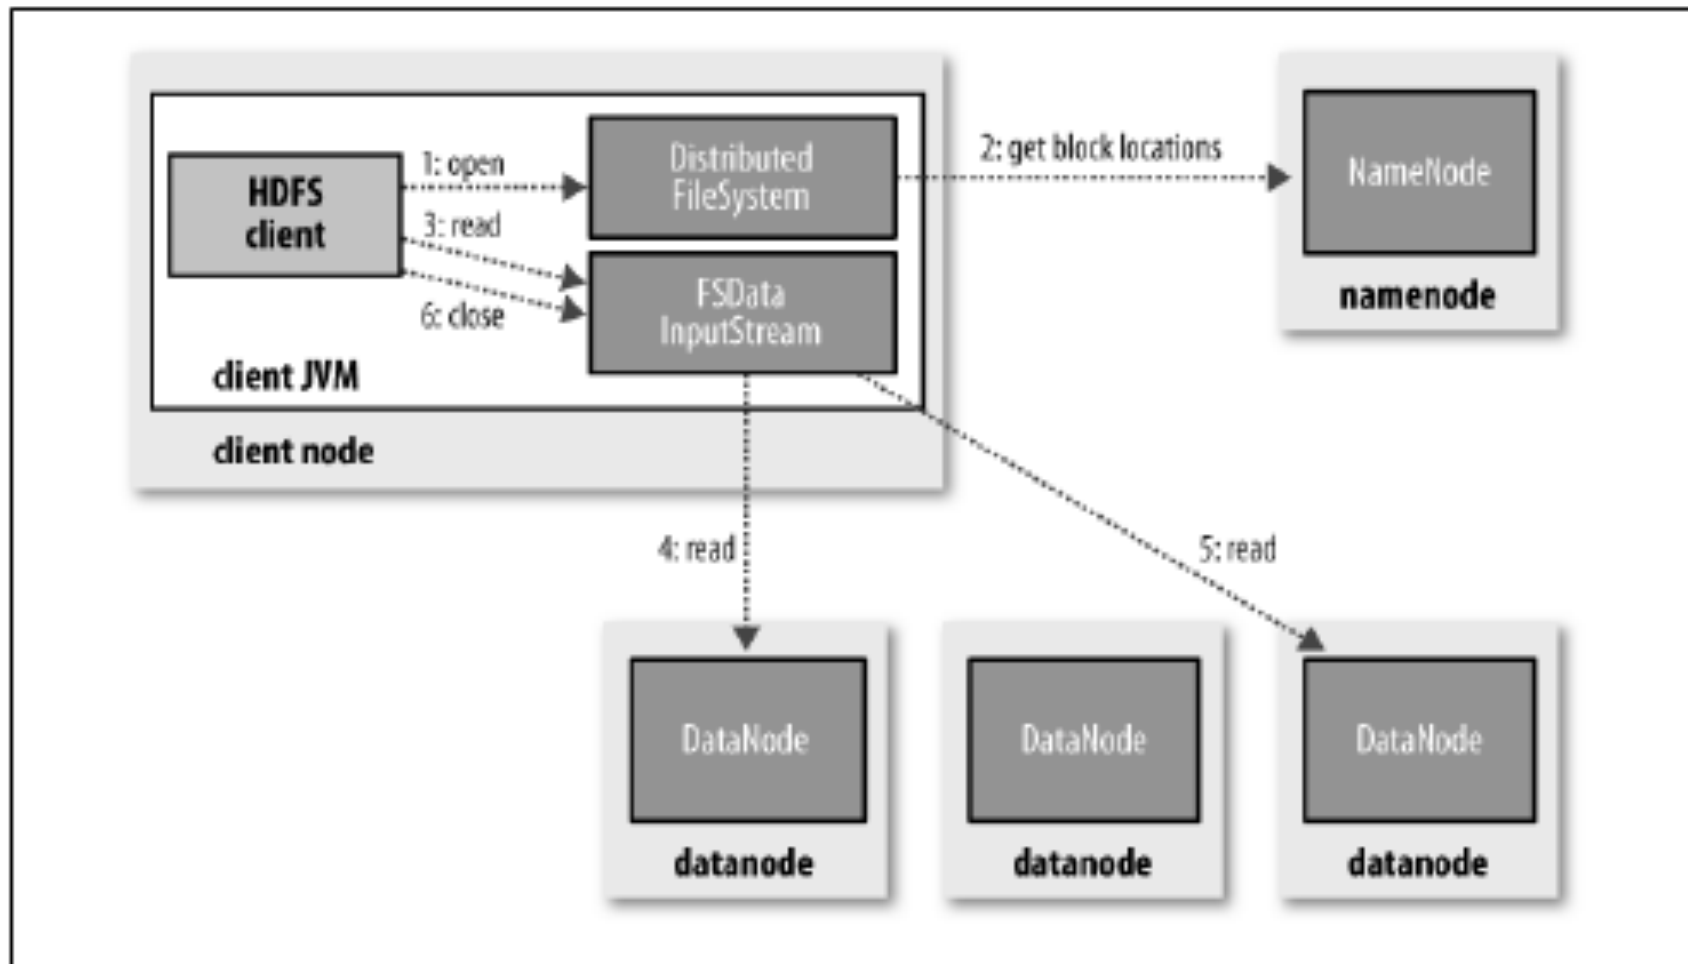 HDFS
client
1: open
3: read
6: close
Distributed
FileSystem
FSData
InputStream
client JVM
client node
2: get block locations
NameNode
namenode
4: read
5: read
DataNode
datanode
DataNode
datanode
DataNode
datanode